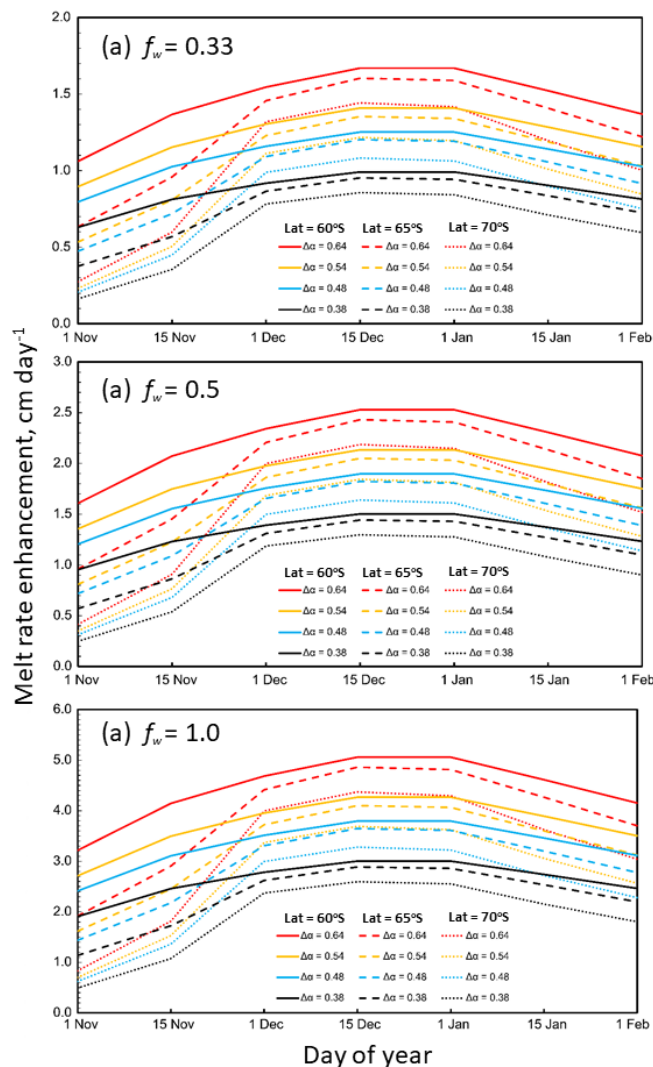 Melt rate enhancement, cm day⁻¹
(a) fw = 0.33
2.0
1.5
1.0
0.5
0.0
Lat = 60°S Lat = 65°S Lat = 70°S
Δα = 0.64 Δα = 0.64 Δα = 0.64
Δα = 0.54 Δα = 0.54 Δα = 0.54
Δα = 0.48 Δα = 0.48 Δα = 0.48
Δα = 0.38 Δα = 0.38 Δα = 0.38
1 Nov 15 Nov 1 Dec 15 Dec 1 Jan 15 Jan 1 Feb
(a) fw = 0.5
3.0
2.5
2.0
1.5
1.0
0.5
0.0
Lat = 60°S Lat = 65°S Lat = 70°S
Δα = 0.64 Δα = 0.64 Δα = 0.64
Δα = 0.54 Δα = 0.54 Δα = 0.54
Δα = 0.48 Δα = 0.48 Δα = 0.48
Δα = 0.38 Δα = 0.38 Δα = 0.38
1 Nov 15 Nov 1 Dec 15 Dec 1 Jan 15 Jan 1 Feb
(a) fw = 1.0
6.0
5.0
4.0
3.0
2.0
1.0
0.0
Lat = 60°S Lat = 65°S Lat = 70°S
Δα = 0.64 Δα = 0.64 Δα = 0.64
Δα = 0.54 Δα = 0.54 Δα = 0.54
Δα = 0.48 Δα = 0.48 Δα = 0.48
Δα = 0.38 Δα = 0.38 Δα = 0.38
1 Nov 15 Nov 1 Dec 15 Dec 1 Jan 15 Jan 1 Feb
Day of year